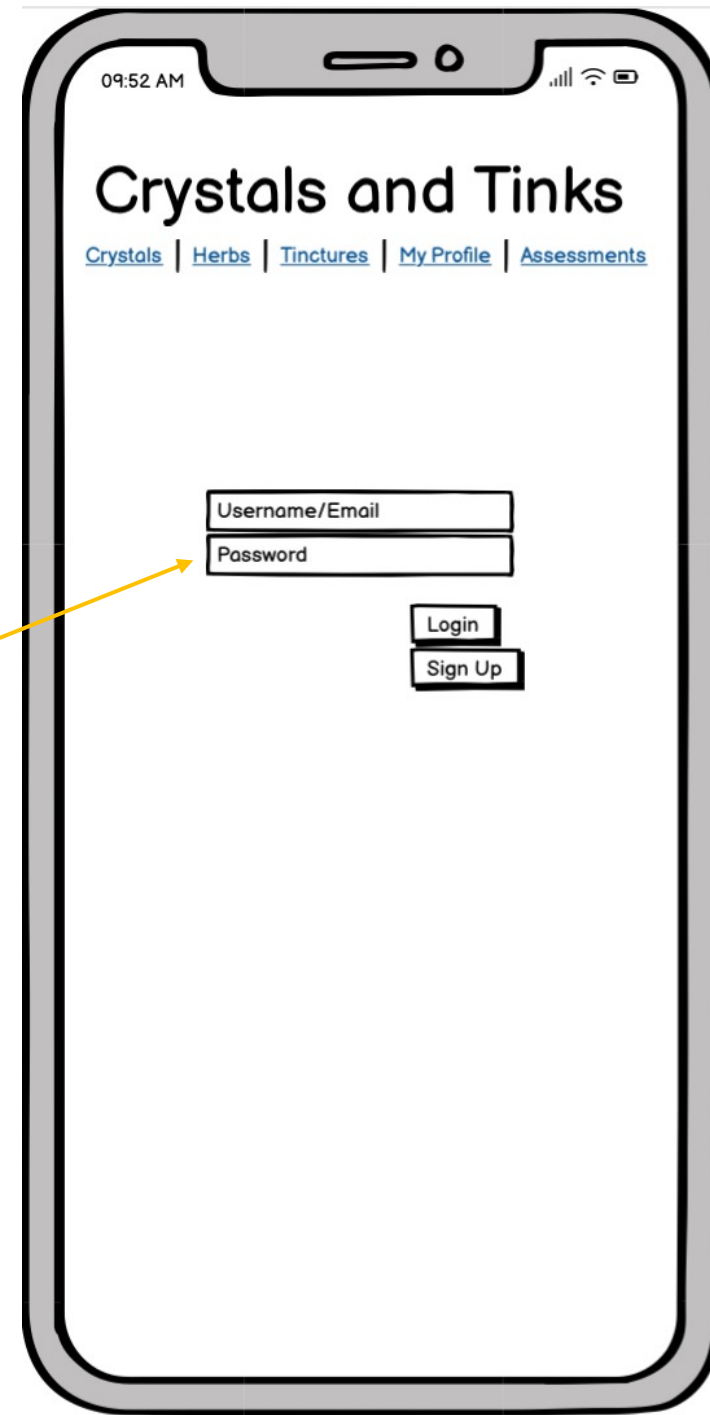 09:52 AM
Crystals and Tinks
Crystals | Herbs | Tinctures | My Profile | Assessments
Username/Email
Password
Login
Sign Up